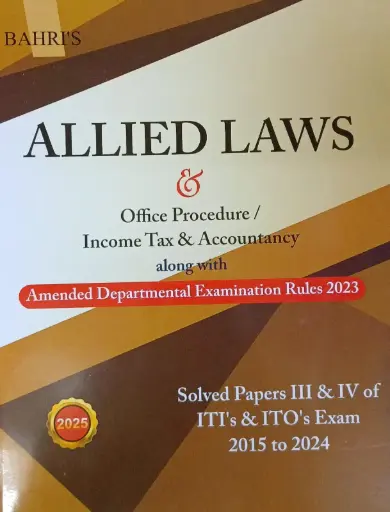 BAHRI'S
ALLIED LAWS
&
Office Procedure /
Income Tax & Accountancy
along with
Amended Departmental Examination Rules 2023
Solved Papers III & IV of
ITI's & ITO's Exam
2015 to 2024
2025